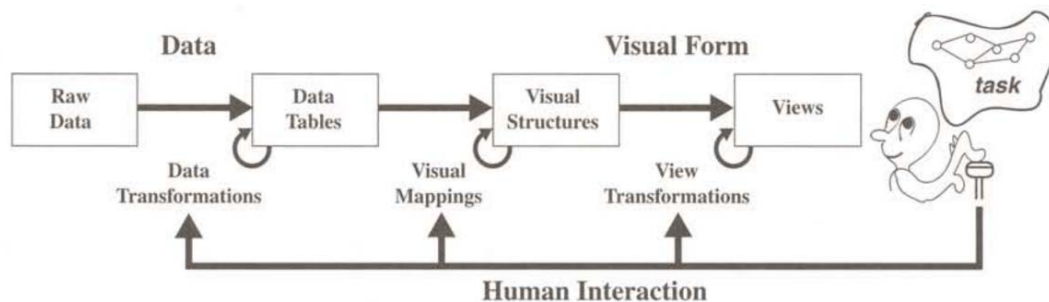 Data
Visual Form
task
Raw
Data
Data
Tables
Visual
Structures
Views
Data
Transformations
Visual
Mappings
View
Transformations
Human Interaction